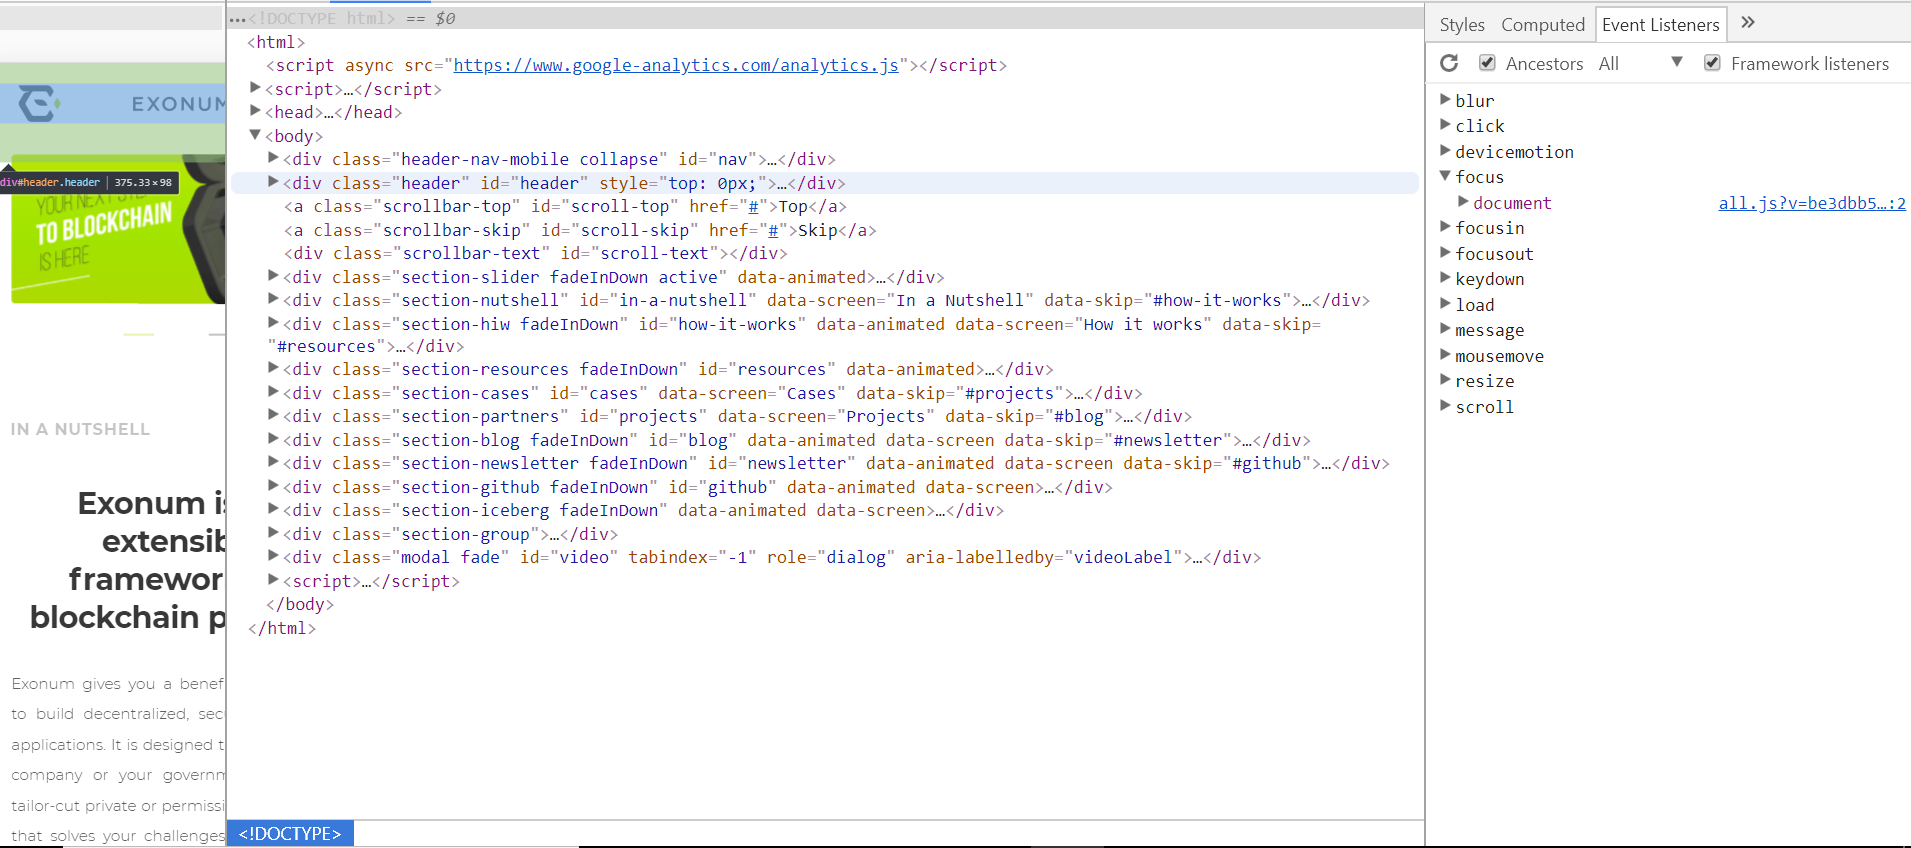 EXONUM
div#header.header | 375.33×98
YOUR NEXT
TO BLOCKCHAIN
IS HERE
IN A NUTSHELL
Exonum is
extensib
framewor
blockchain p
Exonum gives you a benef
to build decentralized, sec
applications. It is designed t
company or your governm
tailor-cut private or permissi
that solves your challenges
…<!DOCTYPE html> == $0
<html>
<script async src="https://www.google-analytics.com/analytics.js"></script>
<script>…</script>
<head>…</head>
<body>
<div class="header-nav-mobile collapse" id="nav">…</div>
<div class="header" id="header" style="top: 0px;">…</div>
<a class="scrollbar-top" id="scroll-top" href="#">Top</a>
<a class="scrollbar-skip" id="scroll-skip" href="#">Skip</a>
<div class="scrollbar-text" id="scroll-text"></div>
<div class="section-slider fadeInDown active" data-animated>…</div>
<div class="section-nutshell" id="in-a-nutshell" data-screen="In a Nutshell" data-skip="#how-it-works">…</div>
<div class="section-hiw fadeInDown" id="how-it-works" data-animated data-screen="How it works" data-skip=
"#resources">…</div>
<div class="section-resources fadeInDown" id="resources" data-animated>…</div>
<div class="section-cases" id="cases" data-screen="Cases" data-skip="#projects">…</div>
<div class="section-partners" id="projects" data-screen="Projects" data-skip="#blog">…</div>
<div class="section-blog fadeInDown" id="blog" data-animated data-screen data-skip="#newsletter">…</div>
<div class="section-newsletter fadeInDown" id="newsletter" data-animated data-screen data-skip="#github">…</div>
<div class="section-github fadeInDown" id="github" data-animated data-screen>…</div>
<div class="section-iceberg fadeInDown" data-animated data-screen>…</div>
<div class="section-group">…</div>
<div class="modal fade" id="video" tabindex="-1" role="dialog" aria-labelledby="videoLabel">…</div>
<script>…</script>
</body>
</html>
<!DOCTYPE>
Styles Computed Event Listeners »
Ancestors All Framework listeners
blur
click
devicemotion
focus
document all.js?v=be3dbb5…:2
focusin
focusout
keydown
load
message
mousemove
resize
scroll